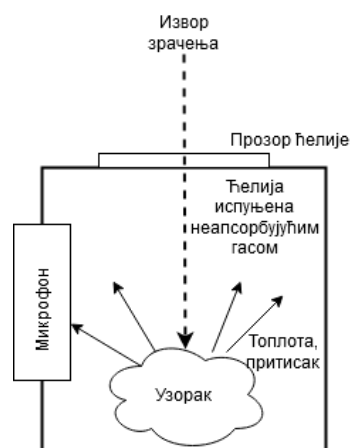 Извор
зрачења
Прозор ћелије
Ћелија
испуњена
неапсорбујућим
гасом
Микрофон
Топлота,
притисак
Узорак